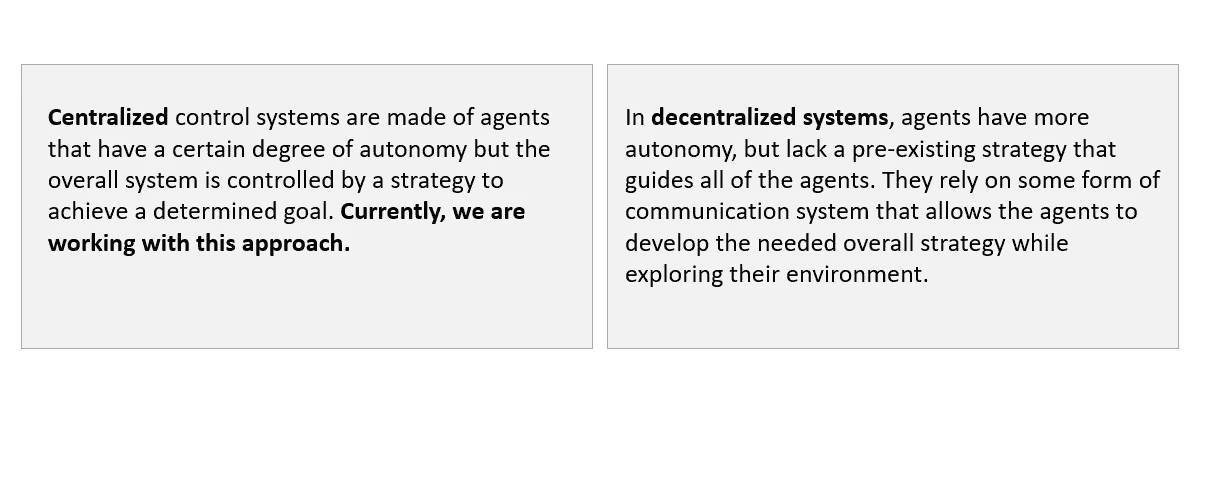 Centralized control systems are made of agents
that have a certain degree of autonomy but the
overall system is controlled by a strategy to
achieve a determined goal. Currently, we are
working with this approach.
In decentralized systems, agents have more
autonomy, but lack a pre-existing strategy that
guides all of the agents. They rely on some form of
communication system that allows the agents to
develop the needed overall strategy while
exploring their environment.